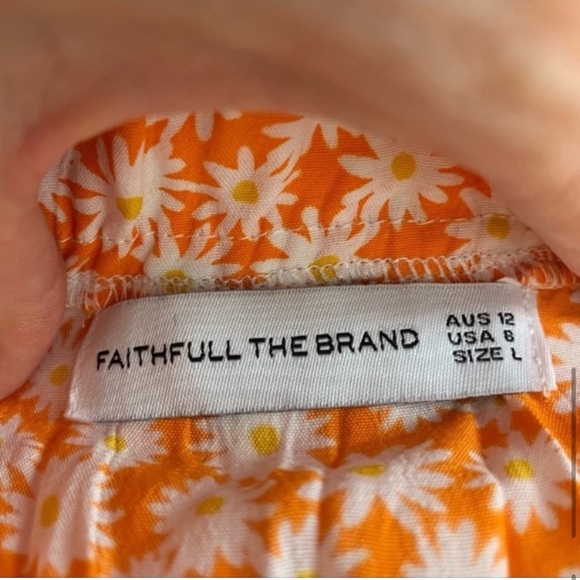 FAITHFULL THE BRAND
AUS 12
USA 8
SIZE L